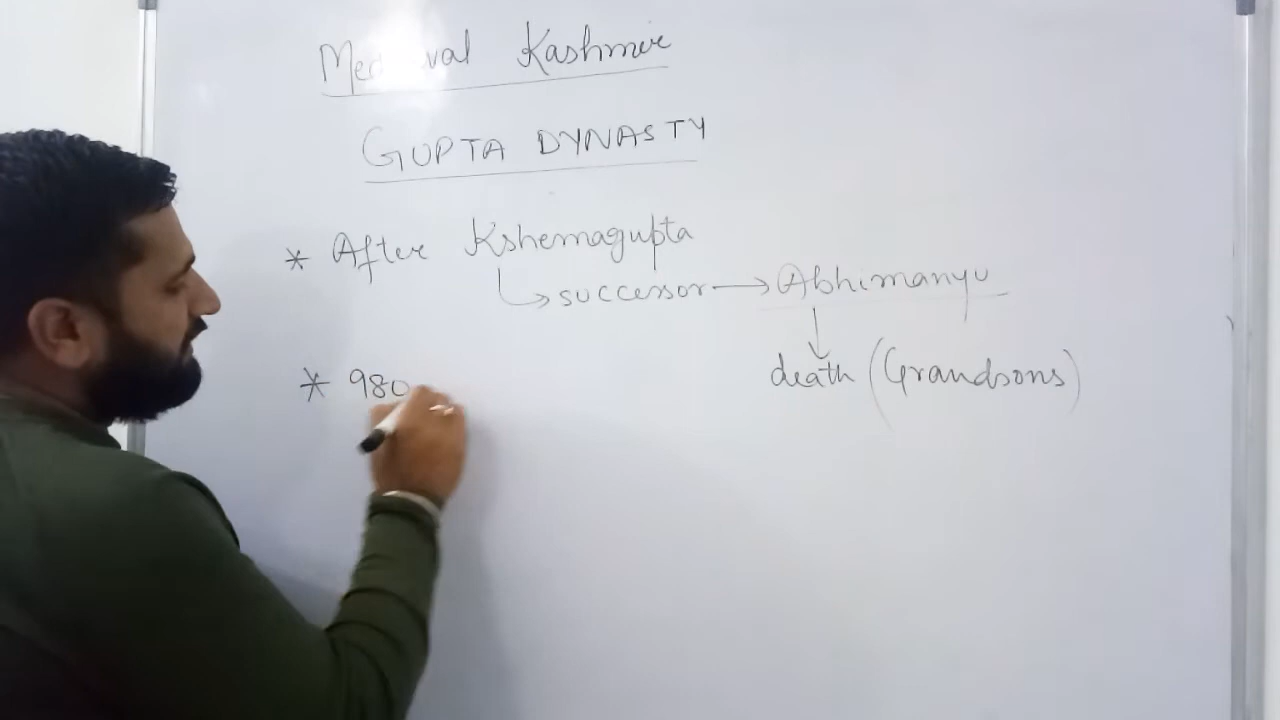 Medieval Kashmir
GUPTA DYNASTY
* After Kshemagupta
successor → Abhimanyu
death (Grandsons)
* 980